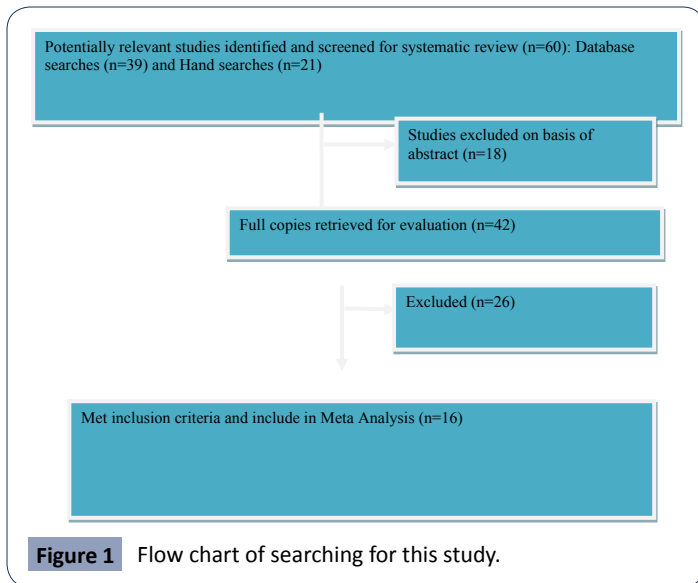 Potentially relevant studies identified and screened for systematic review (n=60): Database
searches (n=39) and Hand searches (n=21)
Studies excluded on basis of
abstract (n=18)
Full copies retrieved for evaluation (n=42)
Excluded (n=26)
Met inclusion criteria and include in Meta Analysis (n=16)
Figure 1 Flow chart of searching for this study.